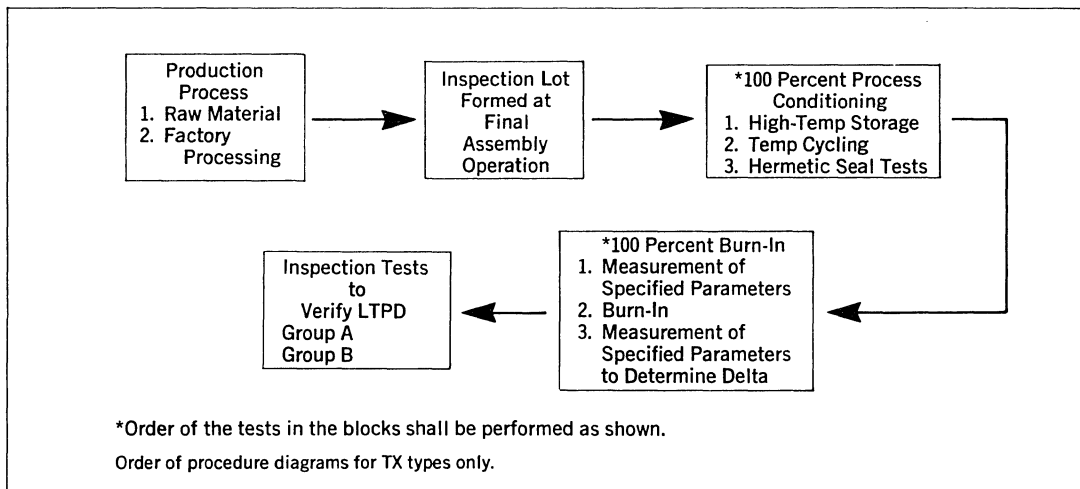 Production
Process
1. Raw Material
2. Factory
Processing
Inspection Lot
Formed at
Final
Assembly
Operation
*100 Percent Process
Conditioning
1. High-Temp Storage
2. Temp Cycling
3. Hermetic Seal Tests
*100 Percent Burn-In
1. Measurement of
Specified Parameters
2. Burn-In
3. Measurement of
Specified Parameters
to Determine Delta
Inspection Tests
to
Verify LTPD
Group A
Group B
*Order of the tests in the blocks shall be performed as shown.
Order of procedure diagrams for TX types only.